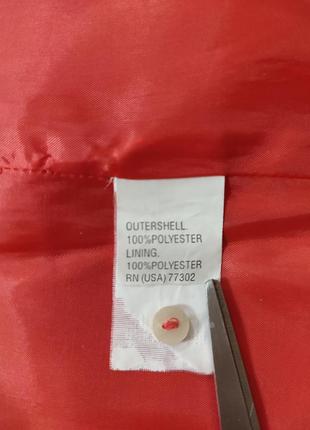 OUTERSHELL.
100%POLYESTER
LINING.
100%POLYESTER
RN (USA) 77302